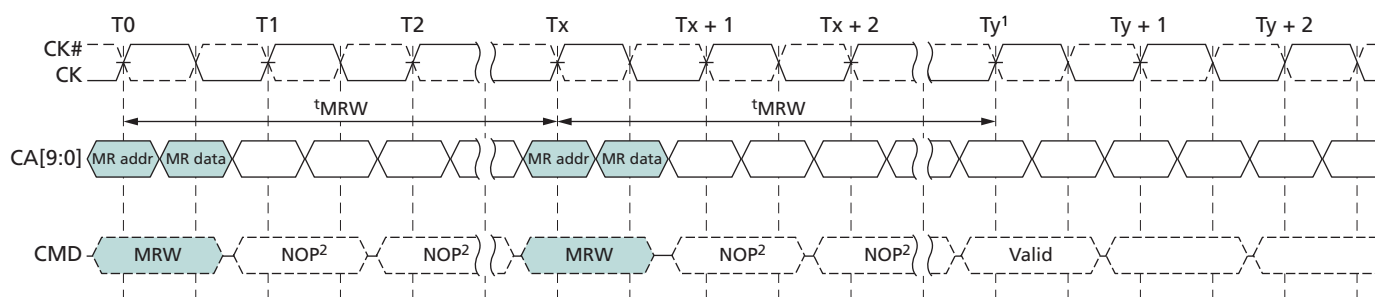 T0 T1 T2 Tx Tx + 1 Tx + 2 Ty¹ Ty + 1 Ty + 2
CK#
CK
ᵗMRW ᵗMRW
CA[9:0] MR addr MR data MR addr MR data
CMD MRW NOP² NOP² MRW NOP² NOP² Valid